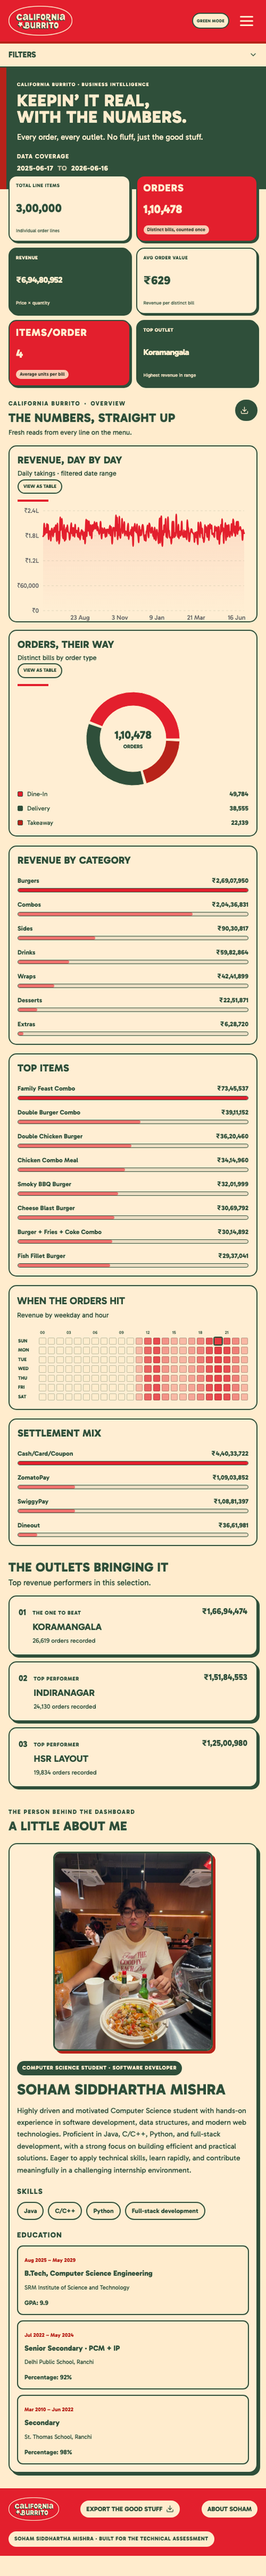 CALIFORNIA
BURRITO
GREEN MODE
FILTERS
CALIFORNIA BURRITO · BUSINESS INTELLIGENCE
KEEPIN' IT REAL,
WITH THE NUMBERS.
Every order, every outlet. No fluff, just the good stuff.
DATA COVERAGE
2025-06-17 TO 2026-06-16
TOTAL LINE ITEMS
3,00,000
Individual order lines
ORDERS
1,10,478
Distinct bills, counted once
REVENUE
₹6,94,80,952
Price × quantity
AVG ORDER VALUE
₹629
Revenue per distinct bill
ITEMS/ORDER
4
Average units per bill
TOP OUTLET
Koramangala
Highest revenue in range
CALIFORNIA BURRITO · OVERVIEW
THE NUMBERS, STRAIGHT UP
Fresh reads from every line on the menu.
REVENUE, DAY BY DAY
Daily takings · filtered date range
VIEW AS TABLE
₹2.4L
₹1.8L
₹1.2L
₹60,000
₹0
23 Aug 3 Nov 9 Jan 21 Mar 16 Jun
ORDERS, THEIR WAY
Distinct bills by order type
VIEW AS TABLE
1,10,478
ORDERS
Dine-In 49,784
Delivery 38,555
Takeaway 22,139
REVENUE BY CATEGORY
Burgers ₹2,69,07,950
Combos ₹2,04,36,831
Sides ₹90,30,817
Drinks ₹59,82,864
Wraps ₹42,41,899
Desserts ₹22,51,871
Extras ₹6,28,720
TOP ITEMS
Family Feast Combo ₹73,45,537
Double Burger Combo ₹39,11,152
Double Chicken Burger ₹36,20,460
Chicken Combo Meal ₹34,14,960
Smoky BBQ Burger ₹32,01,999
Cheese Blast Burger ₹30,69,792
Burger + Fries + Coke Combo ₹30,14,892
Fish Fillet Burger ₹29,37,041
WHEN THE ORDERS HIT
Revenue by weekday and hour
00 03 06 09 12 15 18 21
SUN
MON
TUE
WED
THU
FRI
SAT
SETTLEMENT MIX
Cash/Card/Coupon ₹4,40,33,722
ZomatoPay ₹1,09,03,852
SwiggyPay ₹1,08,81,397
Dineout ₹36,61,981
THE OUTLETS BRINGING IT
Top revenue performers in this selection.
01 THE ONE TO BEAT ₹1,66,94,474
KORAMANGALA
26,619 orders recorded
02 TOP PERFORMER ₹1,51,84,553
INDIRANAGAR
24,130 orders recorded
03 TOP PERFORMER ₹1,25,00,980
HSR LAYOUT
19,834 orders recorded
THE PERSON BEHIND THE DASHBOARD
A LITTLE ABOUT ME
COMPUTER SCIENCE STUDENT · SOFTWARE DEVELOPER
SOHAM SIDDHARTHA MISHRA
Highly driven and motivated Computer Science student with hands-on
experience in software development, data structures, and modern web
technologies. Proficient in Java, C/C++, Python, and full-stack
development, with a strong focus on building efficient and practical
solutions. Eager to apply technical skills, learn rapidly, and contribute
meaningfully in a challenging internship environment.
SKILLS
Java C/C++ Python Full-stack development
EDUCATION
Aug 2025 – May 2029
B.Tech, Computer Science Engineering
SRM Institute of Science and Technology
GPA: 9.9
Jul 2022 – May 2024
Senior Secondary · PCM + IP
Delhi Public School, Ranchi
Percentage: 92%
Mar 2010 – Jun 2022
Secondary
St. Thomas School, Ranchi
Percentage: 98%
CALIFORNIA
BURRITO
EXPORT THE GOOD STUFF
ABOUT SOHAM
SOHAM SIDDHARTHA MISHRA · BUILT FOR THE TECHNICAL ASSESSMENT